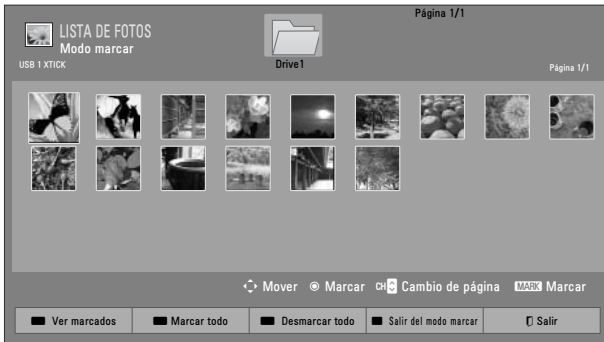 Página 1/1
LISTA DE FOTOS
Modo marcar
USB 1 XTICK
Drive1
Página 1/1
Mover Marcar CH Cambio de página MARK Marcar
Ver marcados Marcar todo Desmarcar todo Salir del modo marcar Salir